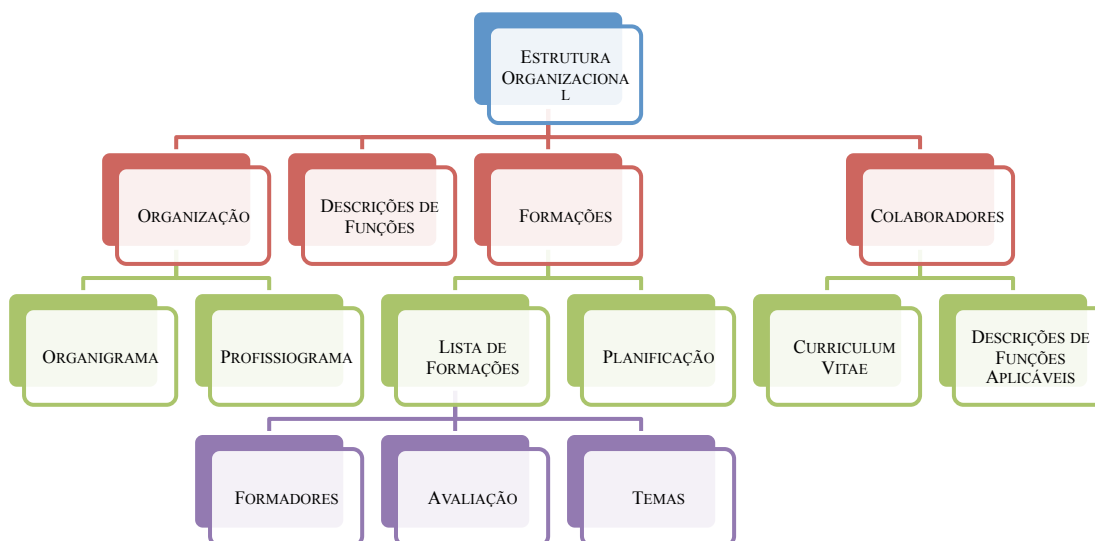 ESTRUTURA
ORGANIZACIONA
L
ORGANIZAÇÃO
DESCRIÇÕES DE
FUNÇÕES
FORMAÇÕES
COLABORADORES
ORGANIGRAMA
PROFISSIOGRAMA
LISTA DE
FORMAÇÕES
PLANIFICAÇÃO
CURRICULUM
VITAE
DESCRIÇÕES DE
FUNÇÕES
APLICÁVEIS
FORMADORES
AVALIAÇÃO
TEMAS